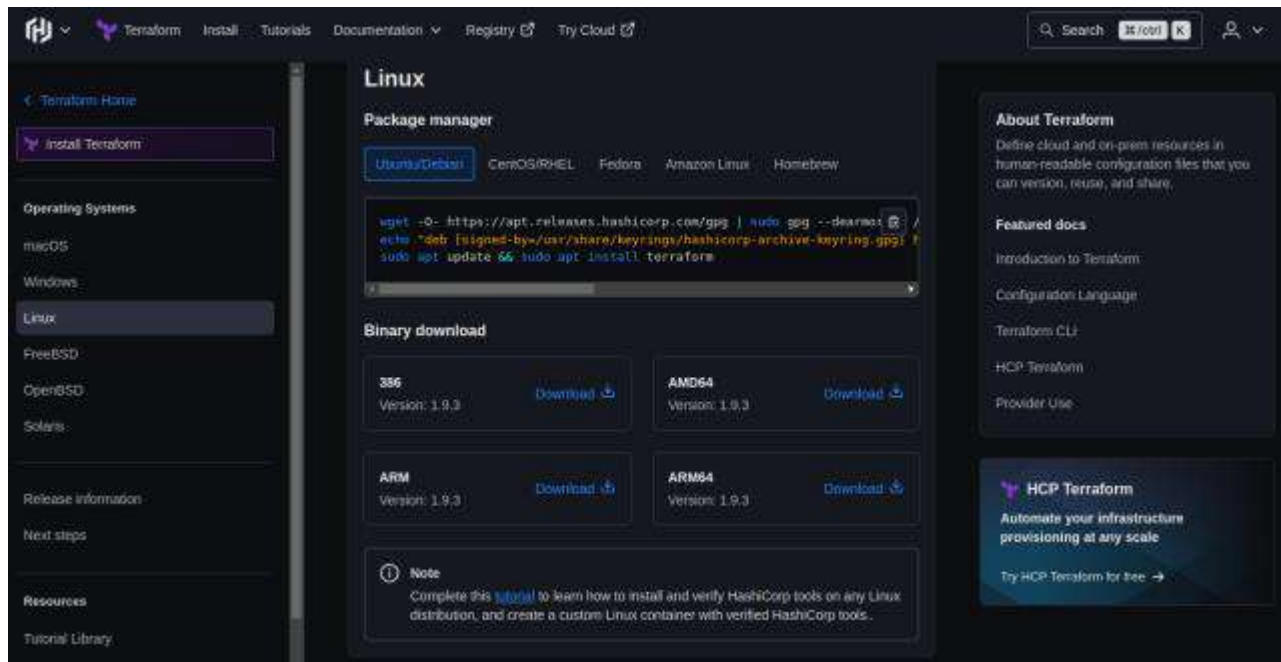 Terraform Install Tutorials Documentation Registry Try Cloud Search ⌘/ctrl K
Terraform Home
Install Terraform
Operating Systems
macOS
Windows
Linux
FreeBSD
OpenBSD
Solaris
Release information
Next steps
Resources
Tutorial Library
Linux
Package manager
Ubuntu/Debian CentOS/RHEL Fedora Amazon Linux Homebrew
wget -O- https://apt.releases.hashicorp.com/gpg | sudo gpg --dearmor
echo "deb [signed-by=/usr/share/keyrings/hashicorp-archive-keyring.gpg]
sudo apt update && sudo apt install terraform
Binary download
386
Version: 1.9.3
Download
AMD64
Version: 1.9.3
Download
ARM
Version: 1.9.3
Download
ARM64
Version: 1.9.3
Download
Note
Complete this tutorial to learn how to install and verify HashiCorp tools on any Linux
distribution, and create a custom Linux container with verified HashiCorp tools.
About Terraform
Define cloud and on-prem resources in
human-readable configuration files that you
can version, reuse, and share.
Featured docs
Introduction to Terraform
Configuration Language
Terraform CLI
HCP Terraform
Provider Use
HCP Terraform
Automate your infrastructure
provisioning at any scale
Try HCP Terraform for free →